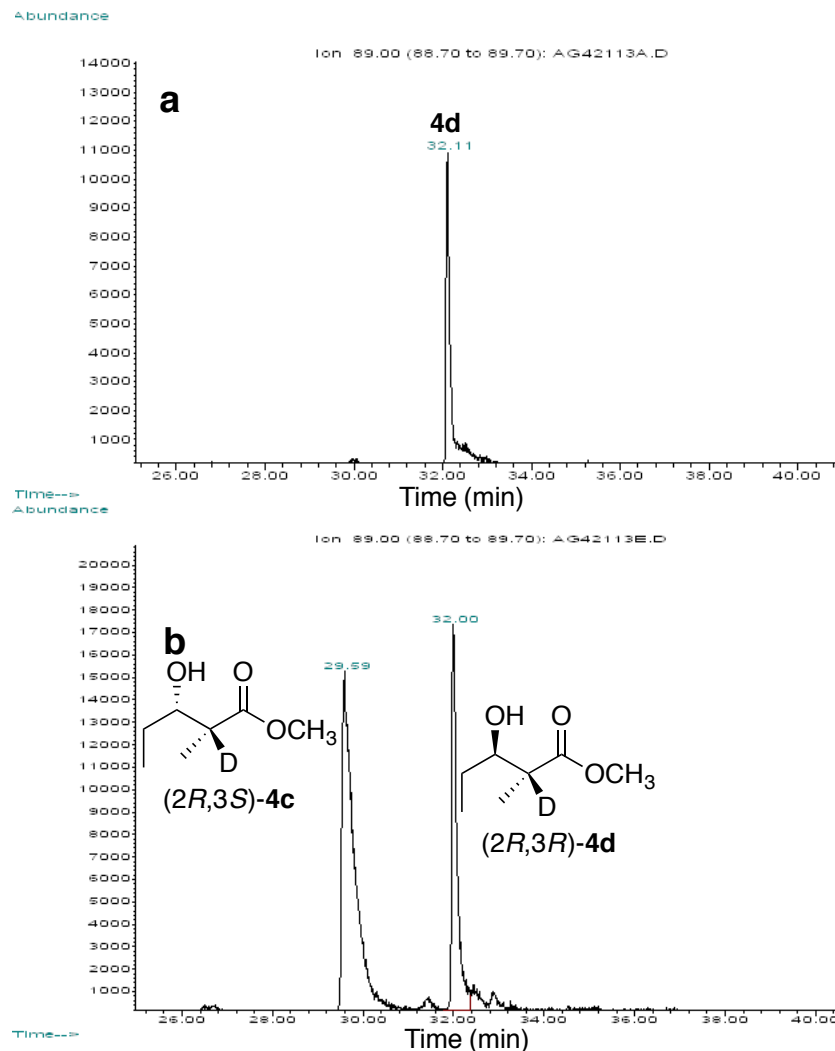 Abundance
Ion 89.00 (88.70 to 89.70): AG42113A.D
14000
13000
12000
11000
10000
9000
8000
7000
6000
5000
4000
3000
2000
1000
a
4d
32.11
26.00 28.00 30.00 32.00 34.00 36.00 38.00 40.00
Time-->
Time (min)
Abundance
Ion 89.00 (88.70 to 89.70): AG42113E.D
20000
19000
18000
17000
16000
15000
14000
13000
12000
11000
10000
9000
8000
7000
6000
5000
4000
3000
2000
1000
b
29.59
32.00
OH O
OCH3
D
(2R,3S)-4c
OH O
OCH3
D
(2R,3R)-4d
26.00 28.00 30.00 32.00 34.00 36.00 38.00 40.00
Time-->
Time (min)